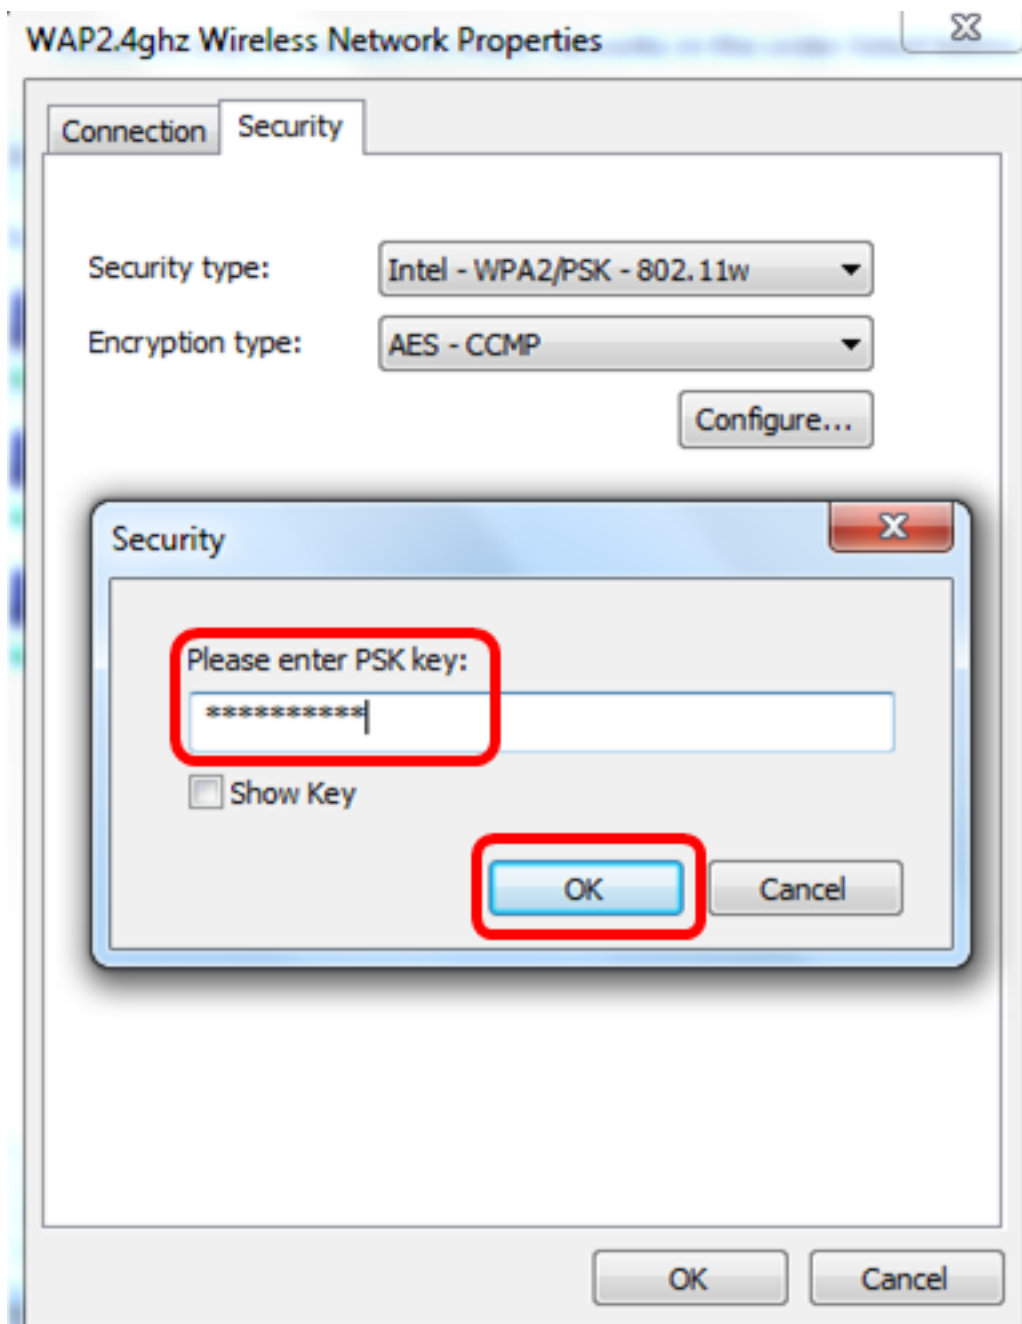 WAP2.4ghz Wireless Network Properties
Connection Security
Security type: Intel - WPA2/PSK - 802.11w
Encryption type: AES - CCMP
Configure...
Security
Please enter PSK key:
**********
Show Key
OK Cancel
OK Cancel